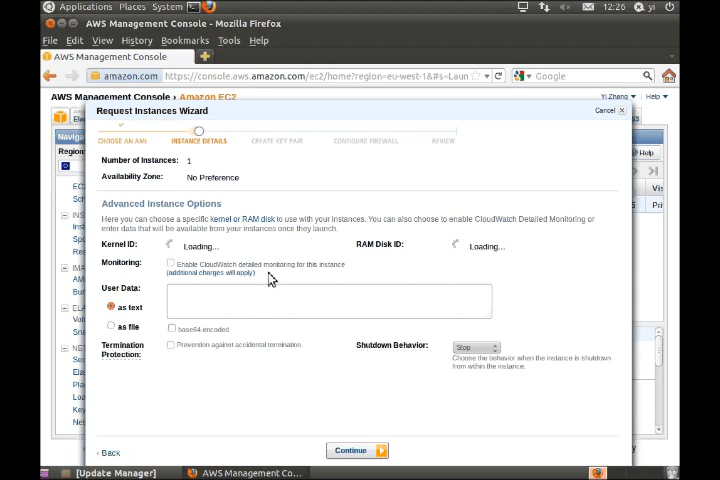 Applications Places System 12:26 yi
AWS Management Console - Mozilla Firefox
File Edit View History Bookmarks Tools Help
AWS Management Console
amazon.com https://console.aws.amazon.com/ec2/home?region=eu-west-1&#s=Laun Google
AWS Management Console > Amazon EC2 Yi Zhang Help
Request Instances Wizard Cancel
CHOOSE AN AMI INSTANCE DETAILS CREATE KEY PAIR CONFIGURE FIREWALL REVIEW
Navig
Region:
Help
Number of Instances: 1
Availability Zone: No Preference
Advanced Instance Options
Here you can choose a specific kernel or RAM disk to use with your instances. You can also choose to enable CloudWatch Detailed Monitoring or
enter data that will be available from your instances once they launch.
Kernel ID: Loading... RAM Disk ID: Loading...
Monitoring: Enable CloudWatch detailed monitoring for this instance
(additional charges will apply)
User Data:
as text
as file base64 encoded
Termination Protection: Prevention against accidental termination. Shutdown Behavior: Stop
Choose the behavior when the instance is shutdown
from within the instance.
Back Continue
[Update Manager] AWS Management Co...